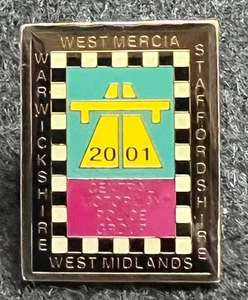 WEST MERCIA
WARWICKSHIRE
STAFFORDSHIRE
2001
CENTRAL
MOTORWAY
POLICE
GROUP
WEST MIDLANDS